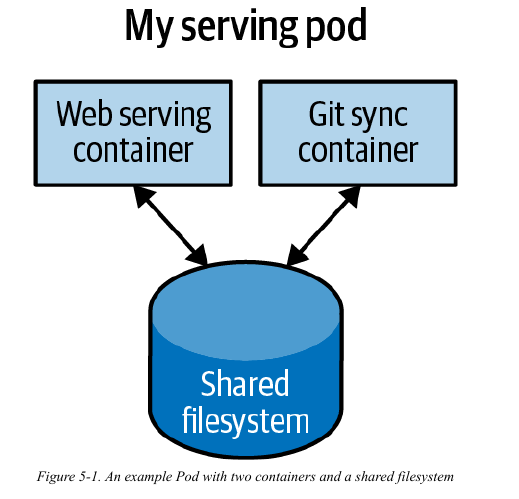 My serving pod
Web serving
container
Git sync
container
Shared
filesystem
Figure 5-1. An example Pod with two containers and a shared filesystem